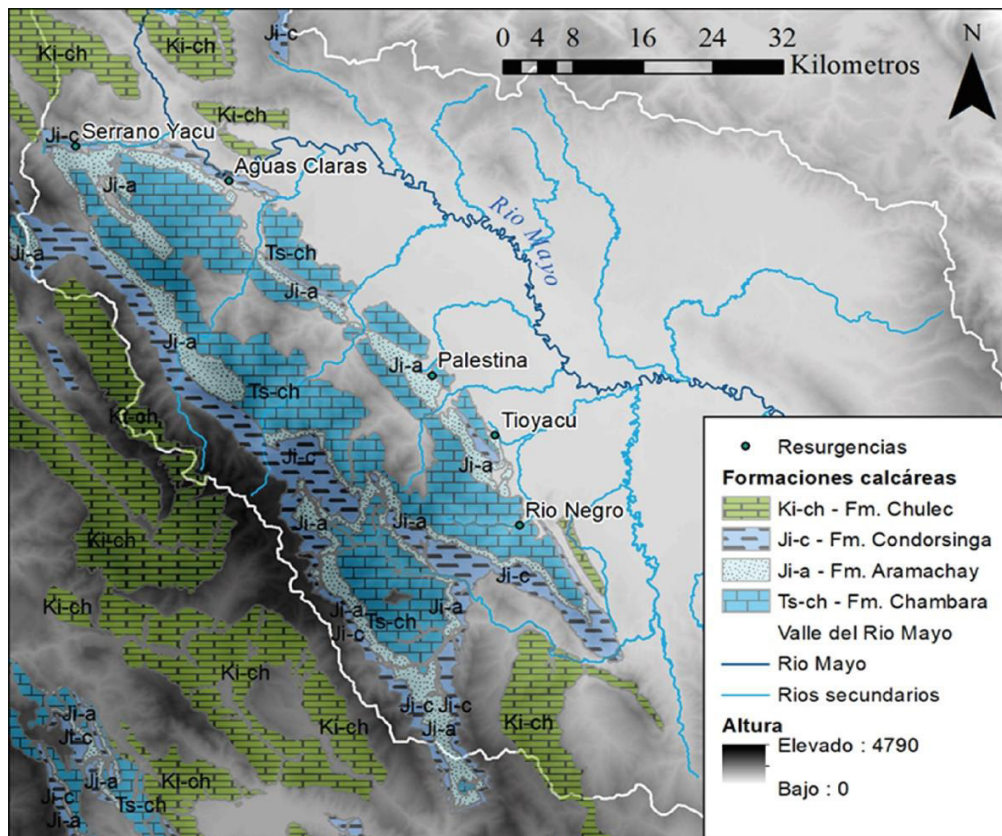 Ki-ch
Ki-ch
Ji-c
0 4 8 16 24 32
Kilometros
N
Ki-ch
Ji-c
Serrano Yacu
Aguas Claras
Ji-a
Rio Mayo
Ts-ch
Ji-a
Ji-a
Ji-a
Ji-a
Palestina
Ts-ch
Ki-ch
Tioyacu
Ji-c
Ji-a
Ji-a
Ji-a
Rio Negro
Ki-ch
Ji-c
Ji-a
Ji-a
Ts-ch
Ji-c
Ki-ch
Ki-ch
Ki-ch
Ji-c
Ji-c
Ji-a
Ki-ch
Ji-a
Ji-c
Ji-a
Ki-ch
Ji-c
Ts-ch
Ji-a
Resurgencias
Formaciones calcáreas
Ki-ch - Fm. Chulec
Ji-c - Fm. Condorsinga
Ji-a - Fm. Aramachay
Ts-ch - Fm. Chambara
Valle del Rio Mayo
Rio Mayo
Rios secundarios
Altura
Elevado : 4790
Bajo : 0